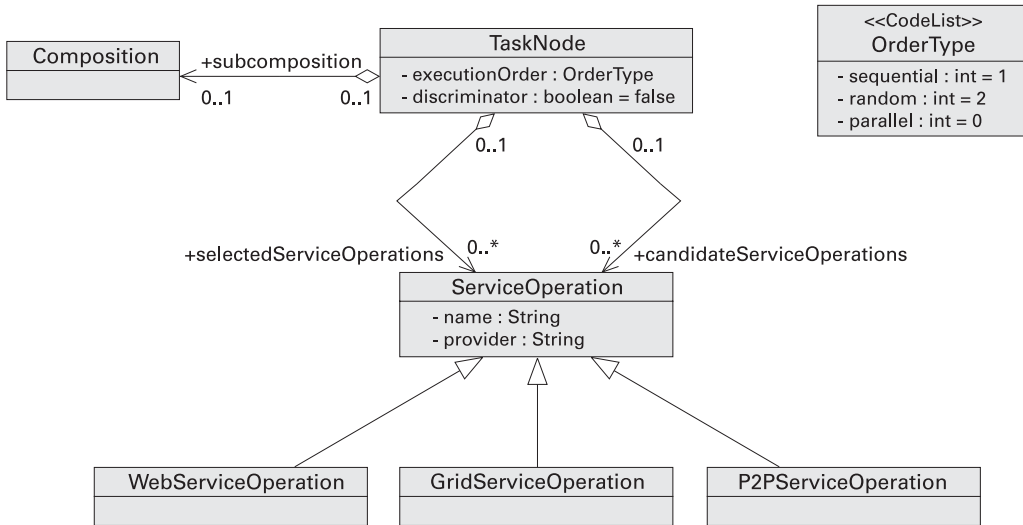 Composition
+subcomposition
0..1
0..1
TaskNode
- executionOrder : OrderType
- discriminator : boolean = false
<<CodeList>>
OrderType
- sequential : int = 1
- random : int = 2
- parallel : int = 0
0..1
0..1
+selectedServiceOperations
0..*
0..*
+candidateServiceOperations
ServiceOperation
- name : String
- provider : String
WebServiceOperation
GridServiceOperation
P2PServiceOperation